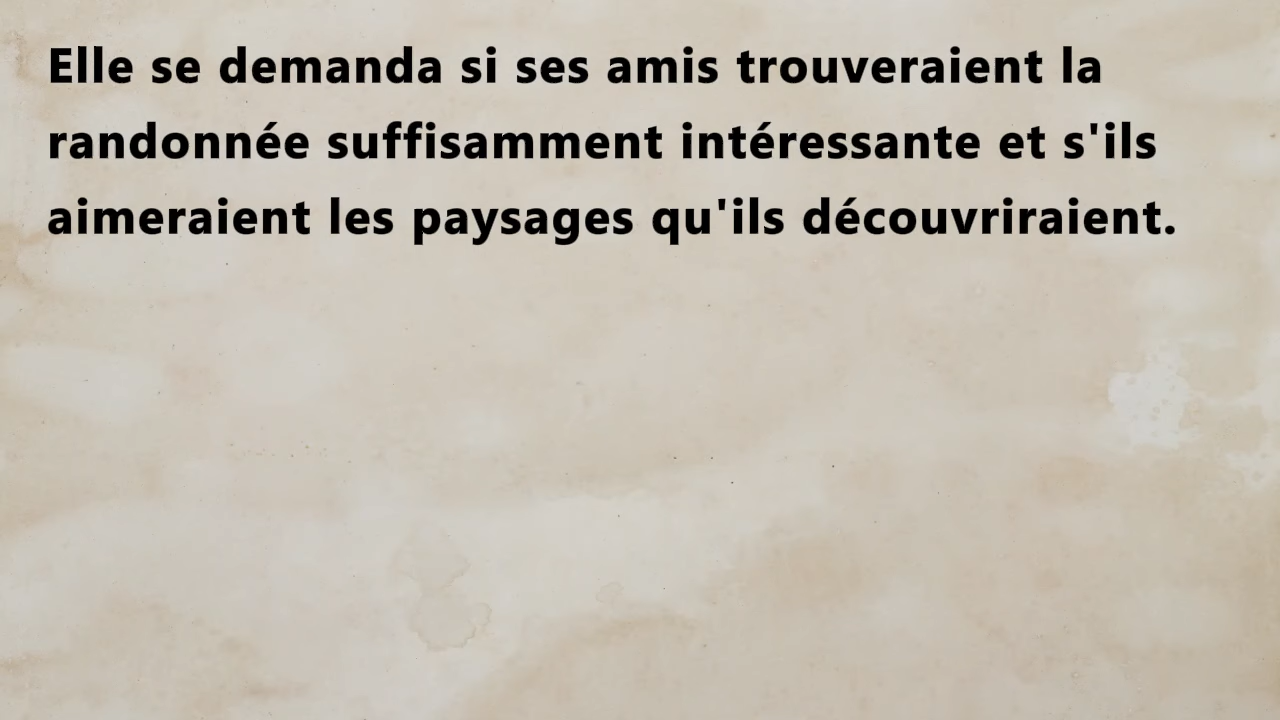 Elle se demanda si ses amis trouveraient la
randonnée suffisamment intéressante et s'ils
aimeraient les paysages qu'ils découvriraient.